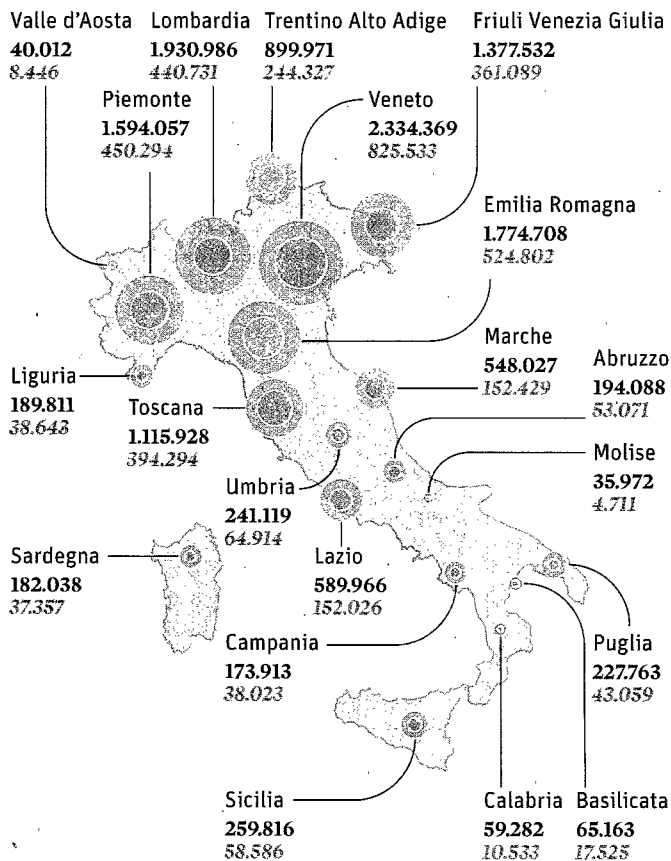 Valle d'Aosta
40.012
8.446
Lombardia
1.930.986
440.731
Trentino Alto Adige
899.971
244.327
Friuli Venezia Giulia
1.377.532
361.089
Piemonte
1.594.057
450.294
Veneto
2.334.369
825.533
Emilia Romagna
1.774.708
524.802
Marche
548.027
152.429
Abruzzo
194.088
53.071
Liguria
189.811
38.643
Toscana
1.115.928
394.294
Molise
35.972
4.711
Umbria
241.119
64.914
Lazio
589.966
152.026
Sardegna
182.038
37.357
Campania
173.913
38.023
Puglia
227.763
43.059
Sicilia
259.816
58.586
Calabria
59.282
10.533
Basilicata
65.163
17.525